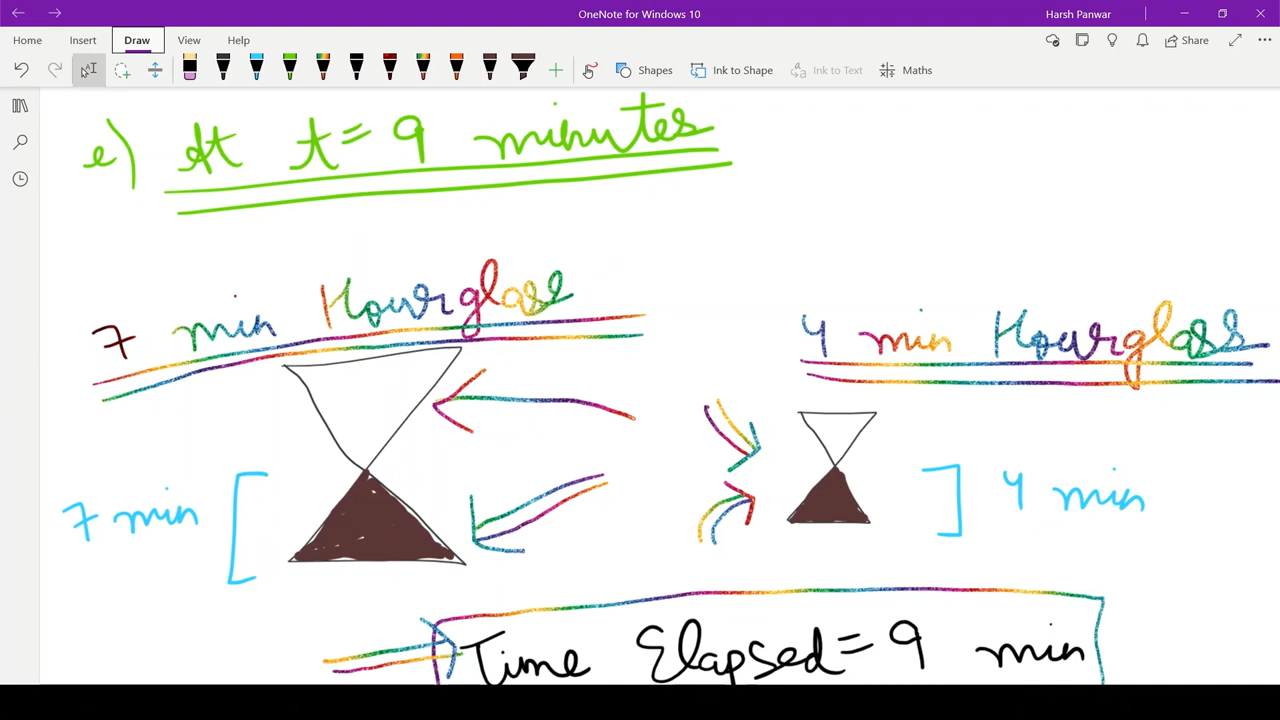 OneNote for Windows 10
Harsh Panwar
Home Insert Draw View Help
Share
Shapes Ink to Shape Ink to Text Maths
e) At t = 9 minutes
7 min Hourglass
4 min Hourglass
7 min
4 min
Time Elapsed = 9 min